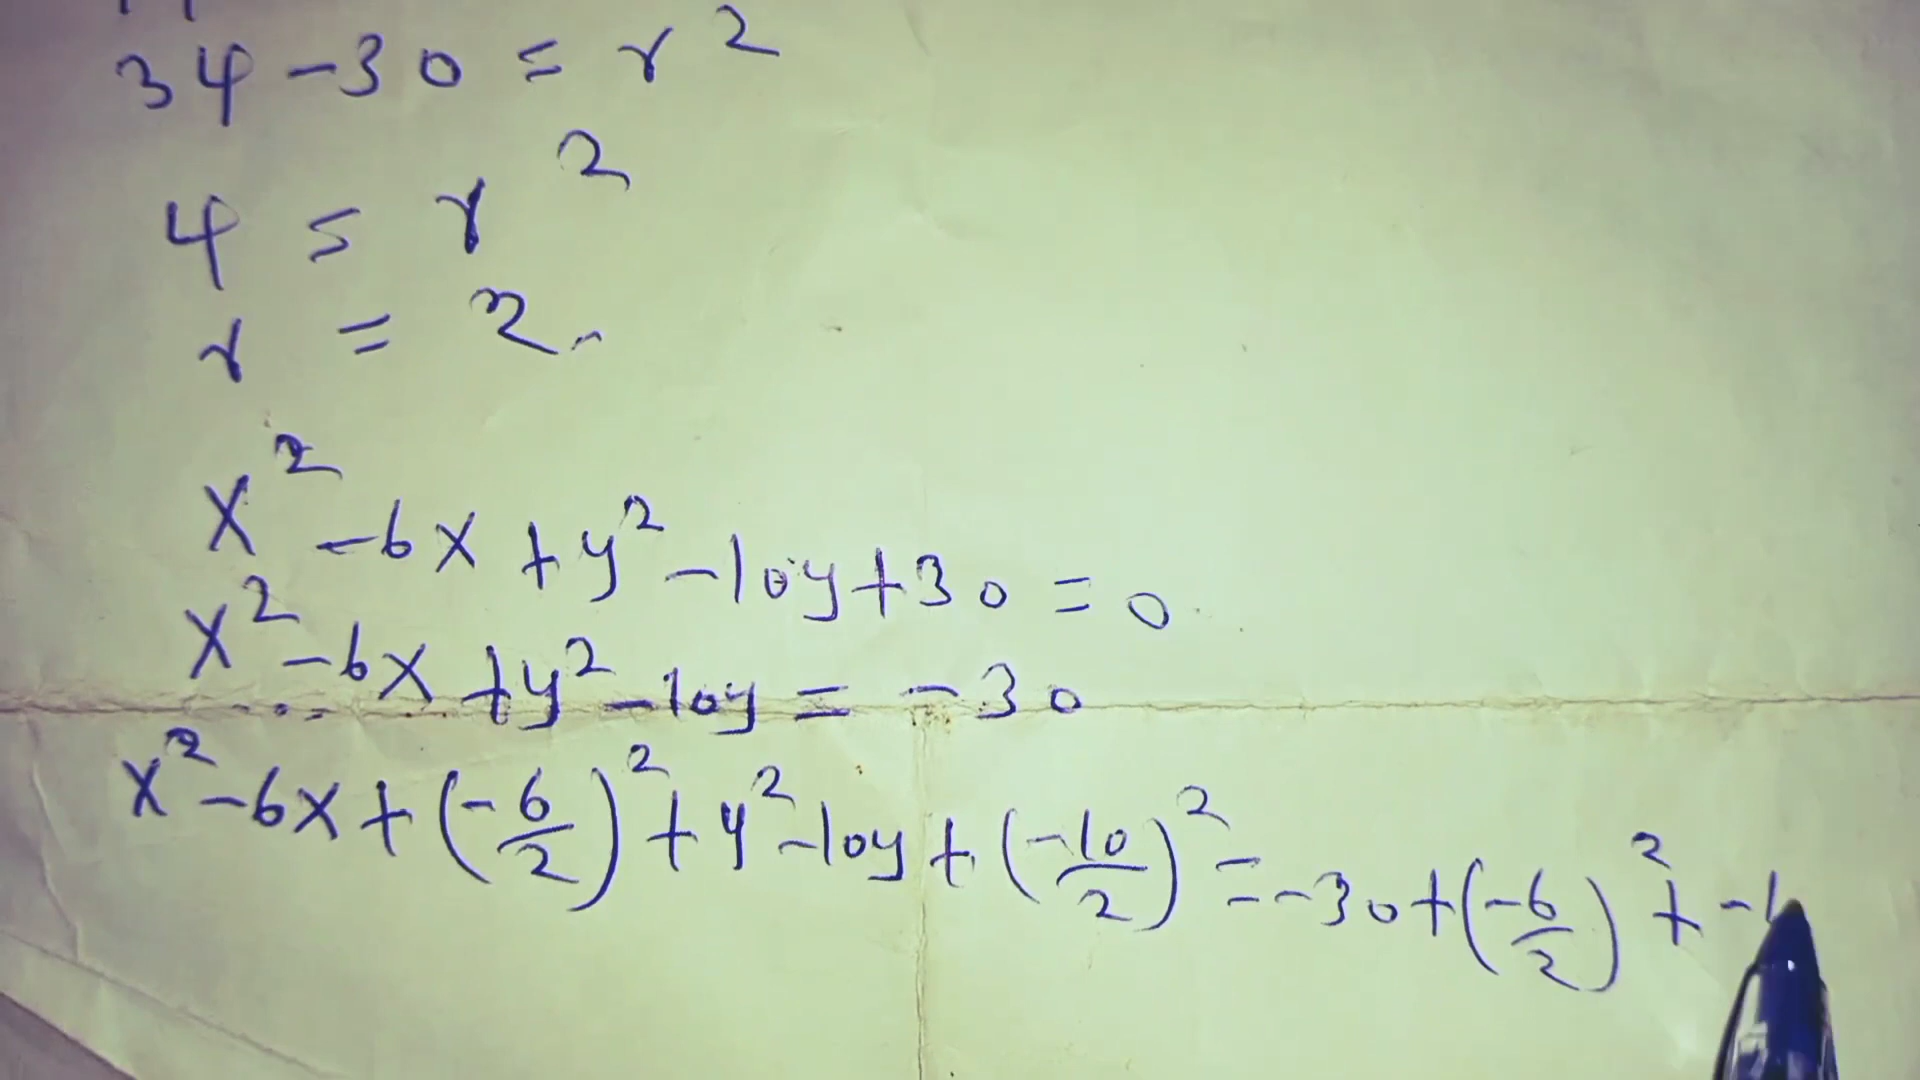 34 - 30 = r²
4 = r²
r = 2.
x² - 6x + y² - 10y + 30 = 0
x² - 6x + y² - 10y = -30
x² - 6x + (-6/2)² + y² - 10y + (-10/2)² = -30 + (-6/2)² + -1